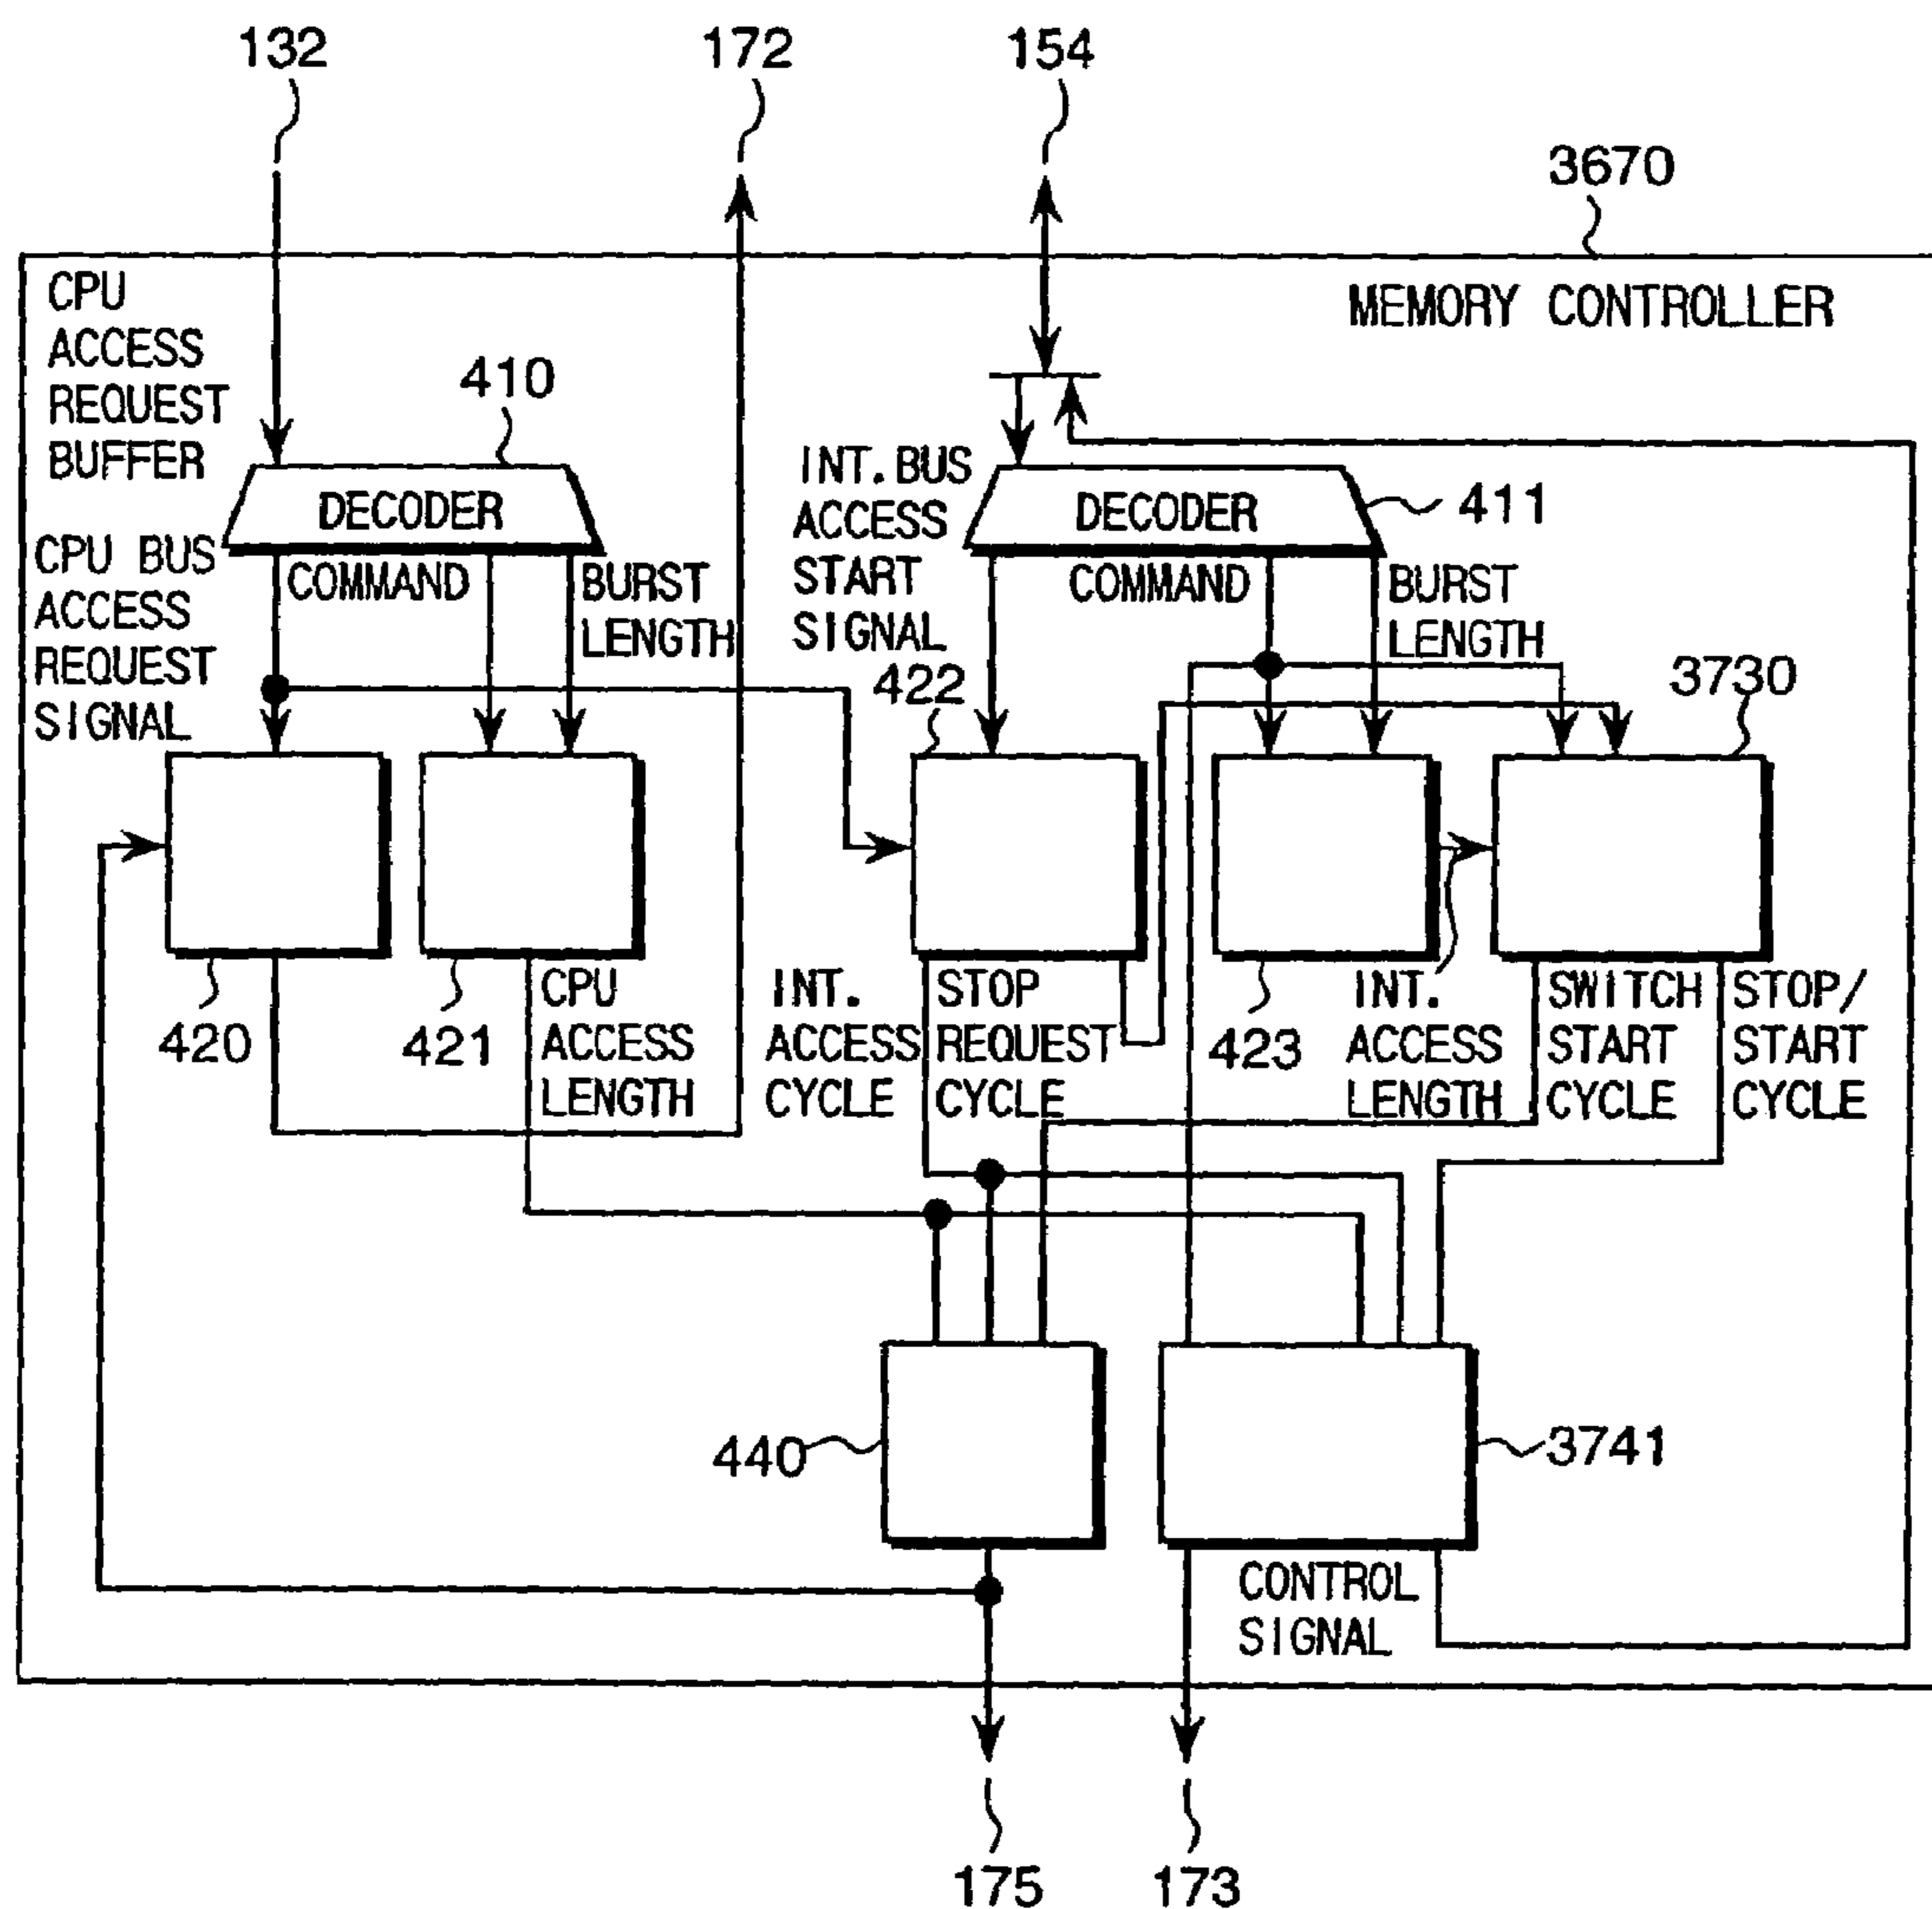 132
172
154
3670
CPU
ACCESS
REQUEST
BUFFER
MEMORY CONTROLLER
410
DECODER
INT. BUS
ACCESS
START
SIGNAL
DECODER
411
CPU BUS
ACCESS
REQUEST
SIGNAL
COMMAND
BURST
LENGTH
COMMAND
BURST
LENGTH
422
3730
420
421
CPU
ACCESS
LENGTH
INT.
ACCESS
CYCLE
STOP
REQUEST
CYCLE
423
INT.
ACCESS
LENGTH
SWITCH
START
CYCLE
STOP/
START
CYCLE
440
3741
CONTROL
SIGNAL
175
173